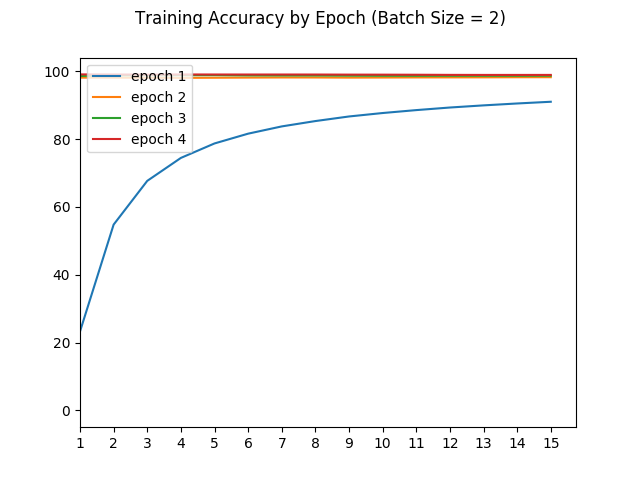 Training Accuracy by Epoch (Batch Size = 2)
100
80
60
40
20
0
epoch 1
epoch 2
epoch 3
epoch 4
1 2 3 4 5 6 7 8 9 10 11 12 13 14 15